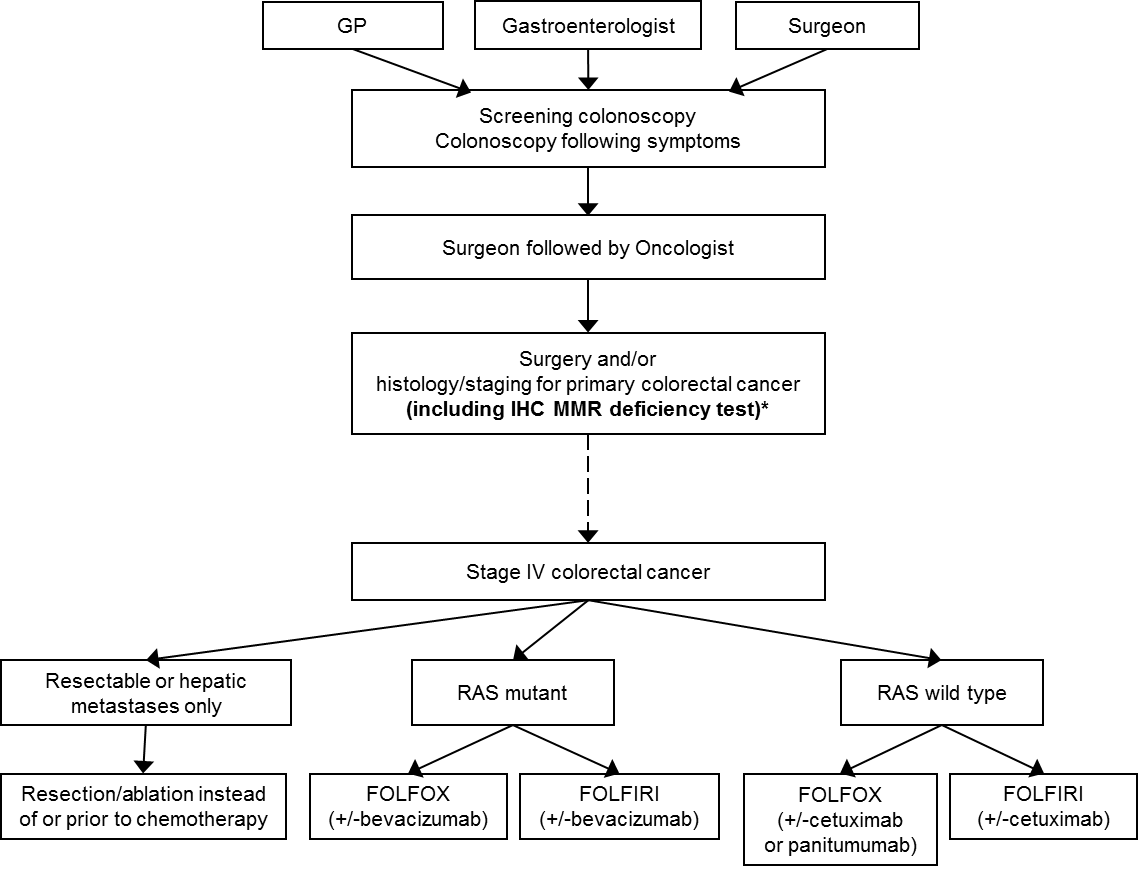 GP
Gastroenterologist
Surgeon
Screening colonoscopy
Colonoscopy following symptoms
Surgeon followed by Oncologist
Surgery and/or
histology/staging for primary colorectal cancer
(including IHC MMR deficiency test)*
Stage IV colorectal cancer
Resectable or hepatic
metastases only
RAS mutant
RAS wild type
Resection/ablation instead
of or prior to chemotherapy
FOLFOX
(+/-bevacizumab)
FOLFIRI
(+/-bevacizumab)
FOLFOX
(+/-cetuximab
or panitumumab)
FOLFIRI
(+/-cetuximab)